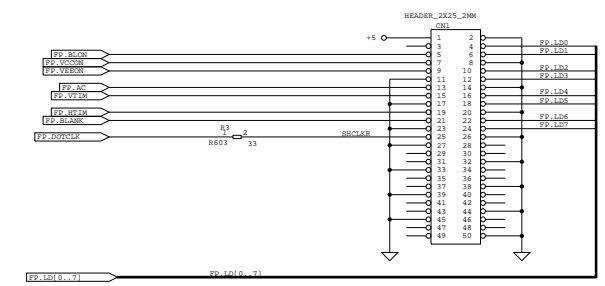 HEADER_2X25_2MM
CN1
+5
1 2
3 4 FP.LD0
FP.BLON 5 6 FP.LD1
FP.VCCON 7 8
FP.VEEON 9 10 FP.LD2
11 12 FP.LD3
FP.AC 13 14
FP.VTIM 15 16 FP.LD4
17 18 FP.LD5
FP.HTIM 19 20
FP.BLANK 21 22 FP.LD6
23 24 FP.LD7
R3
FP.DOTCLK 1 2 SHCLKR 25 26
R603 33
27 28
29 30
31 32
33 34
35 36
37 38
39 40
41 42
43 44
45 46
47 48
49 50
FP.LD[0..7] FP.LD[0..7]